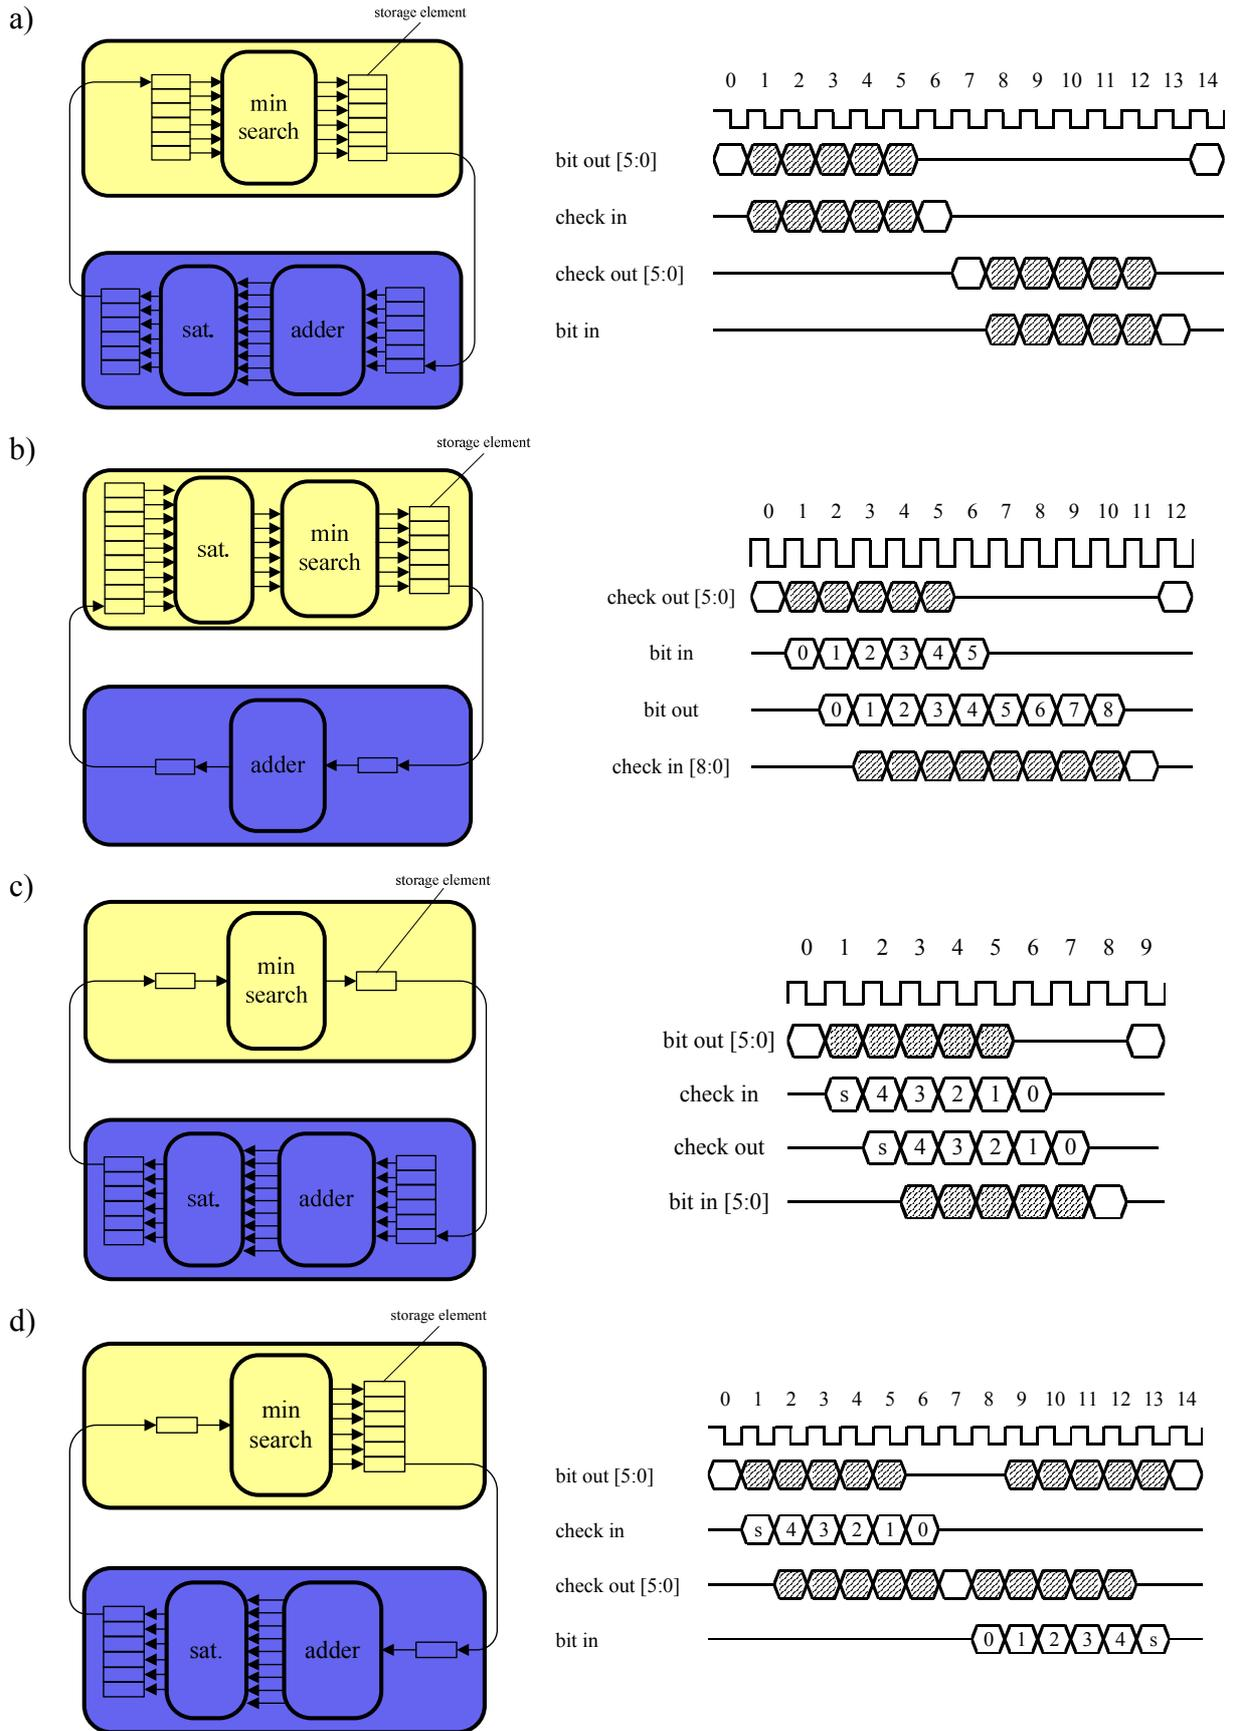 a)
storage element
min
search
sat.
adder
0 1 2 3 4 5 6 7 8 9 10 11 12 13 14
bit out [5:0]
check in
check out [5:0]
bit in
b)
storage element
sat.
min
search
adder
0 1 2 3 4 5 6 7 8 9 10 11 12
check out [5:0]
bit in 0 1 2 3 4 5
bit out 0 1 2 3 4 5 6 7 8
check in [8:0]
c)
storage element
min
search
sat.
adder
0 1 2 3 4 5 6 7 8 9
bit out [5:0]
check in s 4 3 2 1 0
check out s 4 3 2 1 0
bit in [5:0]
d)
storage element
min
search
sat.
adder
0 1 2 3 4 5 6 7 8 9 10 11 12 13 14
bit out [5:0]
check in s 4 3 2 1 0
check out [5:0]
bit in 0 1 2 3 4 s